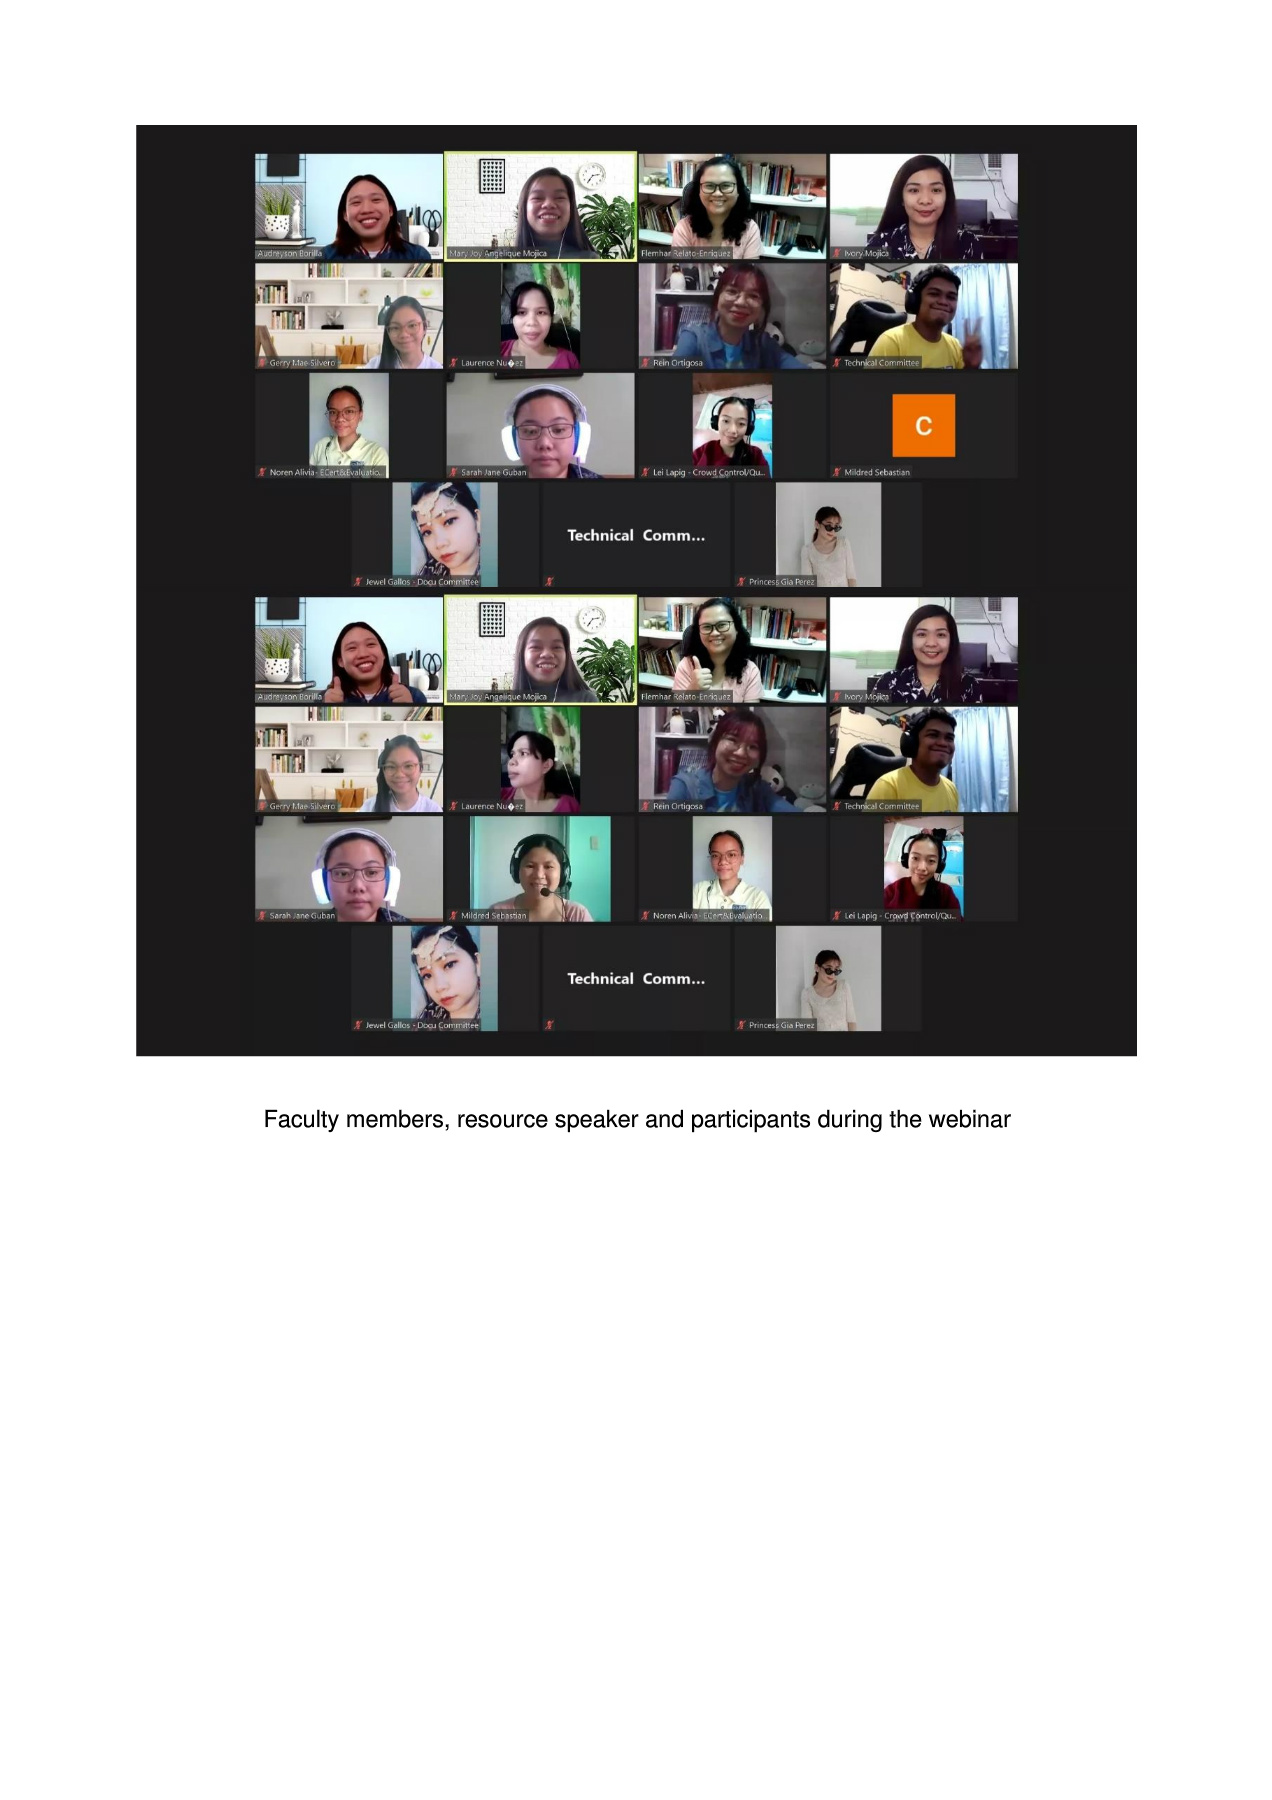 Audreyson Borilla
Mary Joy Angelique Mojica
Flemhar Relato-Enriquez
Ivory Mojica
Gerry Mae Silvero
Laurence Nu�ez
Rein Ortigosa
Technical Committee
Noren Alivia- ECert&Evaluatio...
Sarah Jane Guban
Lei Lapig - Crowd Control/Qu...
C
Mildred Sebastian
Technical Comm...
Jewel Gallos - Docu Committee
Princess Gia Perez
Audreyson Borilla
Mary Joy Angelique Mojica
Flemhar Relato-Enriquez
Ivory Mojica
Gerry Mae Silvero
Laurence Nu�ez
Rein Ortigosa
Technical Committee
Sarah Jane Guban
Mildred Sebastian
Noren Alivia- ECert&Evaluatio...
Lei Lapig - Crowd Control/Qu...
Technical Comm...
Jewel Gallos - Docu Committee
Princess Gia Perez
Faculty members, resource speaker and participants during the webinar